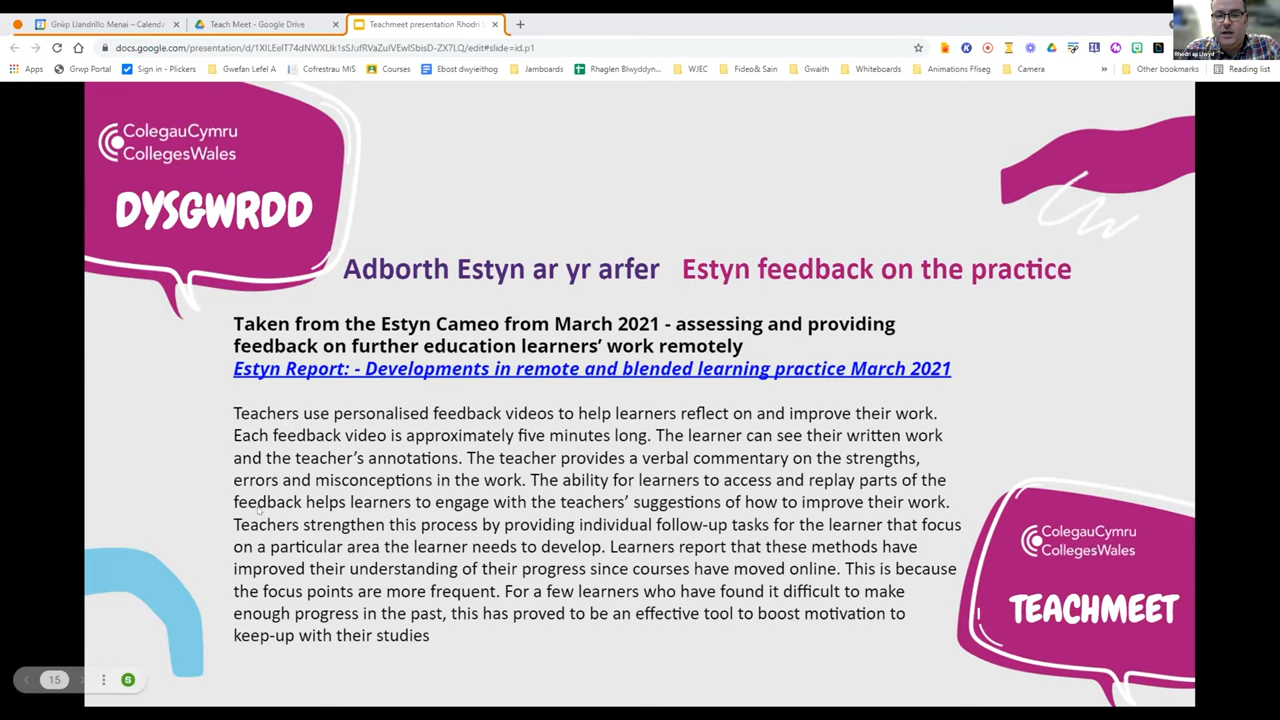 Grŵp Llandrillo Menai – Calend
Teach Meet - Google Drive
Teachmeet presentation Rhodri
Rhodri ap Llwyd
Apps
Grwp Portal
Sign in - Plickers
Gwefan Lefel A
Cofrestrau MIS
Courses
Ebost dwyieithog
Jamboards
Rhaglen Blwyddyn...
WJEC
Fideo& Sain
Gwaith
Whiteboards
Animations Ffiseg
Camera
»
Other bookmarks
Reading list
ColegauCymru
CollegesWales
DYSGWRDD
Adborth Estyn ar yr arfer Estyn feedback on the practice
Taken from the Estyn Cameo from March 2021 - assessing and providing
feedback on further education learners’ work remotely
Estyn Report: - Developments in remote and blended learning practice March 2021
Teachers use personalised feedback videos to help learners reflect on and improve their work.
Each feedback video is approximately five minutes long. The learner can see their written work
and the teacher’s annotations. The teacher provides a verbal commentary on the strengths,
errors and misconceptions in the work. The ability for learners to access and replay parts of the
feedback helps learners to engage with the teachers’ suggestions of how to improve their work.
Teachers strengthen this process by providing individual follow-up tasks for the learner that focus
on a particular area the learner needs to develop. Learners report that these methods have
improved their understanding of their progress since courses have moved online. This is because
the focus points are more frequent. For a few learners who have found it difficult to make
enough progress in the past, this has proved to be an effective tool to boost motivation to
keep-up with their studies
ColegauCymru
CollegesWales
TEACHMEET
15
S